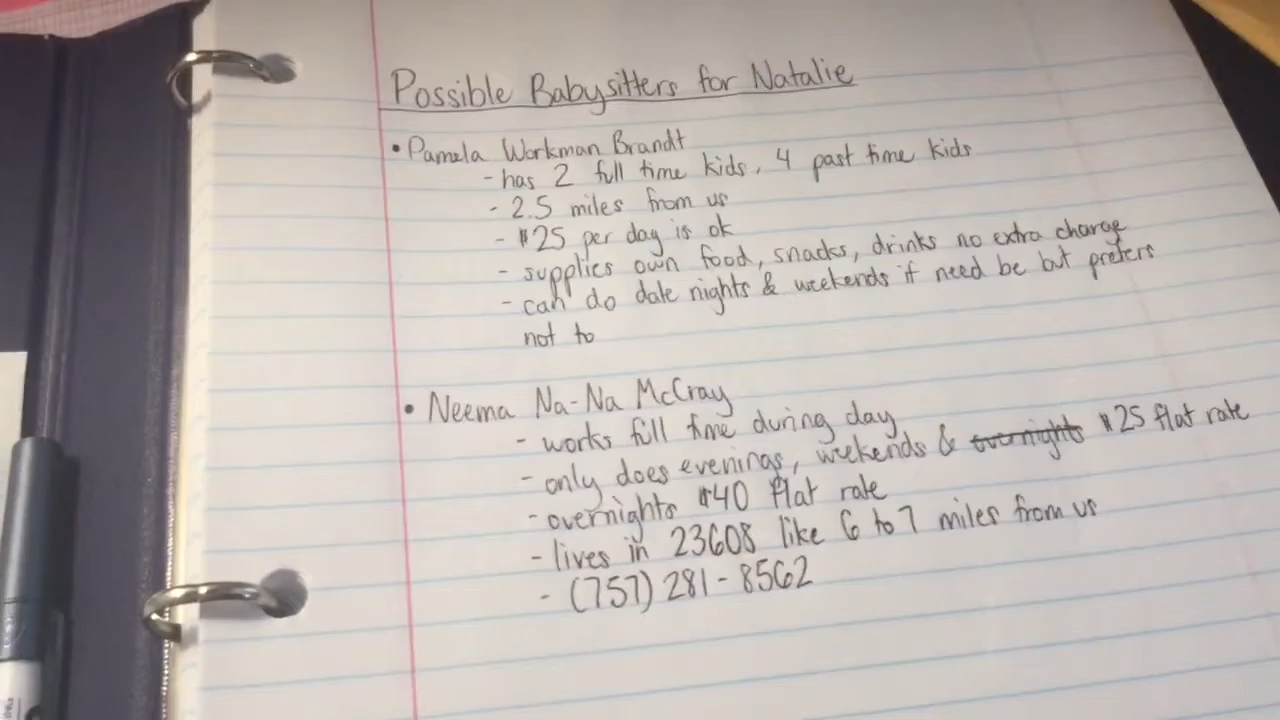 Possible Babysitters for Natalie
• Pamela Workman Brandt
- has 2 full time kids, 4 past time kids
- 2.5 miles from us
- $25 per day is ok
- supplies own food, snacks, drinks no extra charge
- can do date nights & weekends if need be but prefers
not to
• Neema Na-Na McCray
- works full time during day
- only does evenings, weekends & overnights $25 flat rate
- overnights $40 flat rate
- lives in 23608 like 6 to 7 miles from us
- (757) 281-8562